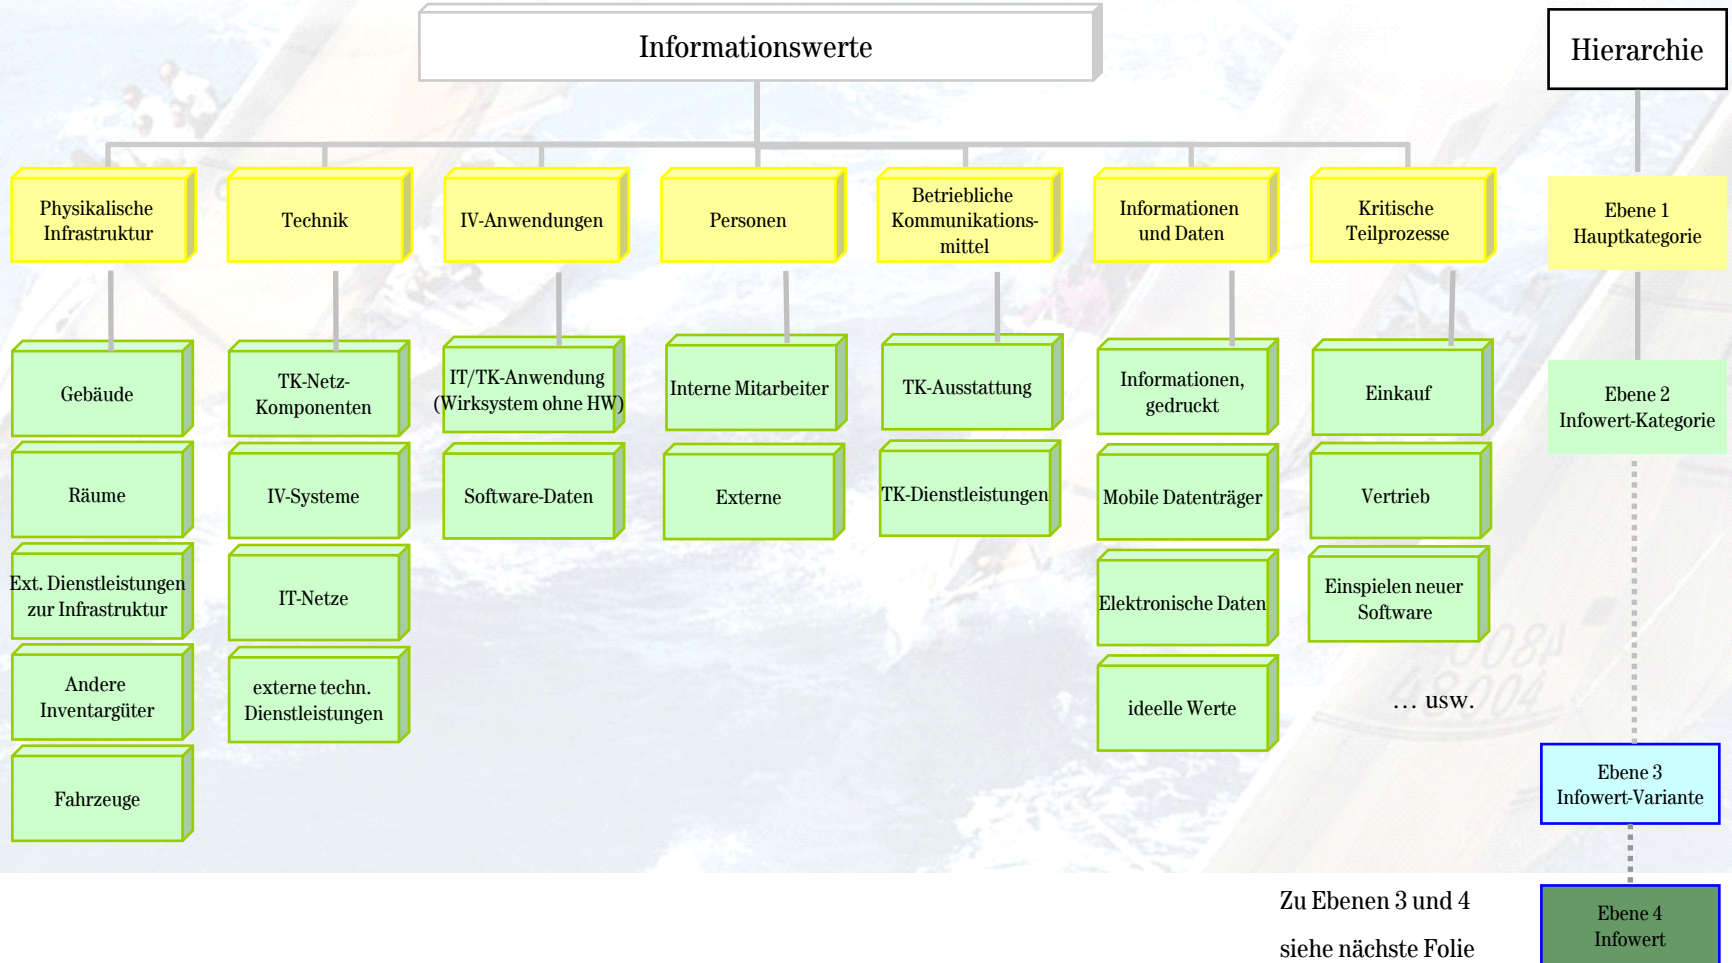 Informationswerte
Hierarchie
Physikalische
Infrastruktur
Technik
IV-Anwendungen
Personen
Betriebliche
Kommunikations-
mittel
Informationen
und Daten
Kritische
Teilprozesse
Ebene 1
Hauptkategorie
Gebäude
TK-Netz-
Komponenten
IT/TK-Anwendung
(Wirksystem ohne HW)
Interne Mitarbeiter
TK-Ausstattung
Informationen,
gedruckt
Einkauf
Ebene 2
Infowert-Kategorie
Räume
IV-Systeme
Software-Daten
Externe
TK-Dienstleistungen
Mobile Datenträger
Vertrieb
Ext. Dienstleistungen
zur Infrastruktur
IT-Netze
Elektronische Daten
Einspielen neuer
Software
Andere
Inventargüter
externe techn.
Dienstleistungen
ideelle Werte
… usw.
48004
Fahrzeuge
Ebene 3
Infowert-Variante
Zu Ebenen 3 und 4
siehe nächste Folie
Ebene 4
Infowert